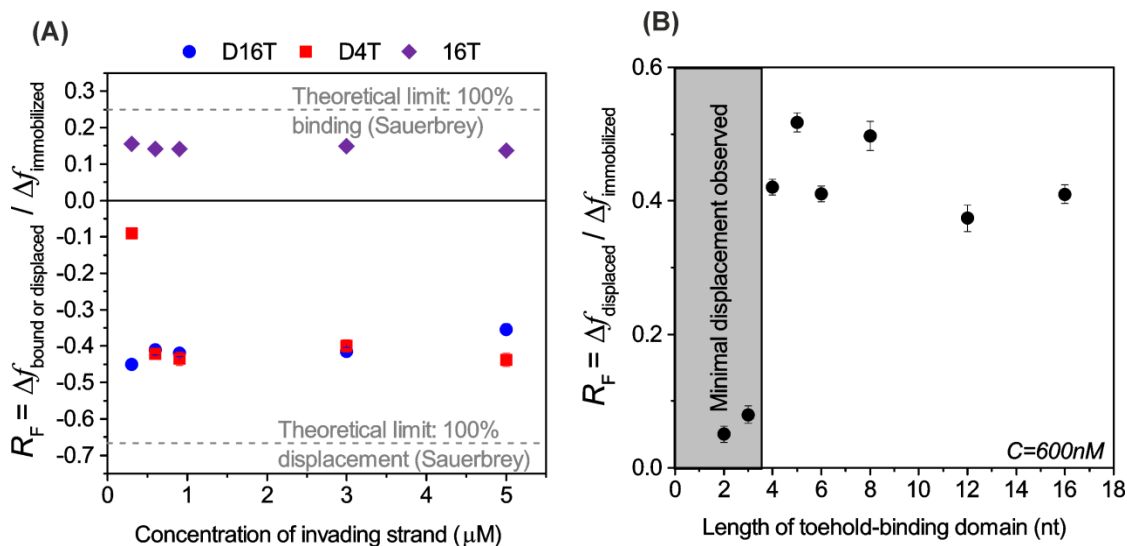 (A)
D16T D4T 16T
R_F = Δf_bound or displaced / Δf_immobilized
0.3
0.2
0.1
0.0
-0.1
-0.2
-0.3
-0.4
-0.5
-0.6
-0.7
Theoretical limit: 100%
binding (Sauerbrey)
Theoretical limit: 100%
displacement (Sauerbrey)
0 1 2 3 4 5
Concentration of invading strand (μM)
(B)
R_F = Δf_displaced / Δf_immobilized
0.6
0.4
0.2
0.0
Minimal displacement observed
C=600nM
0 2 4 6 8 10 12 14 16 18
Length of toehold-binding domain (nt)